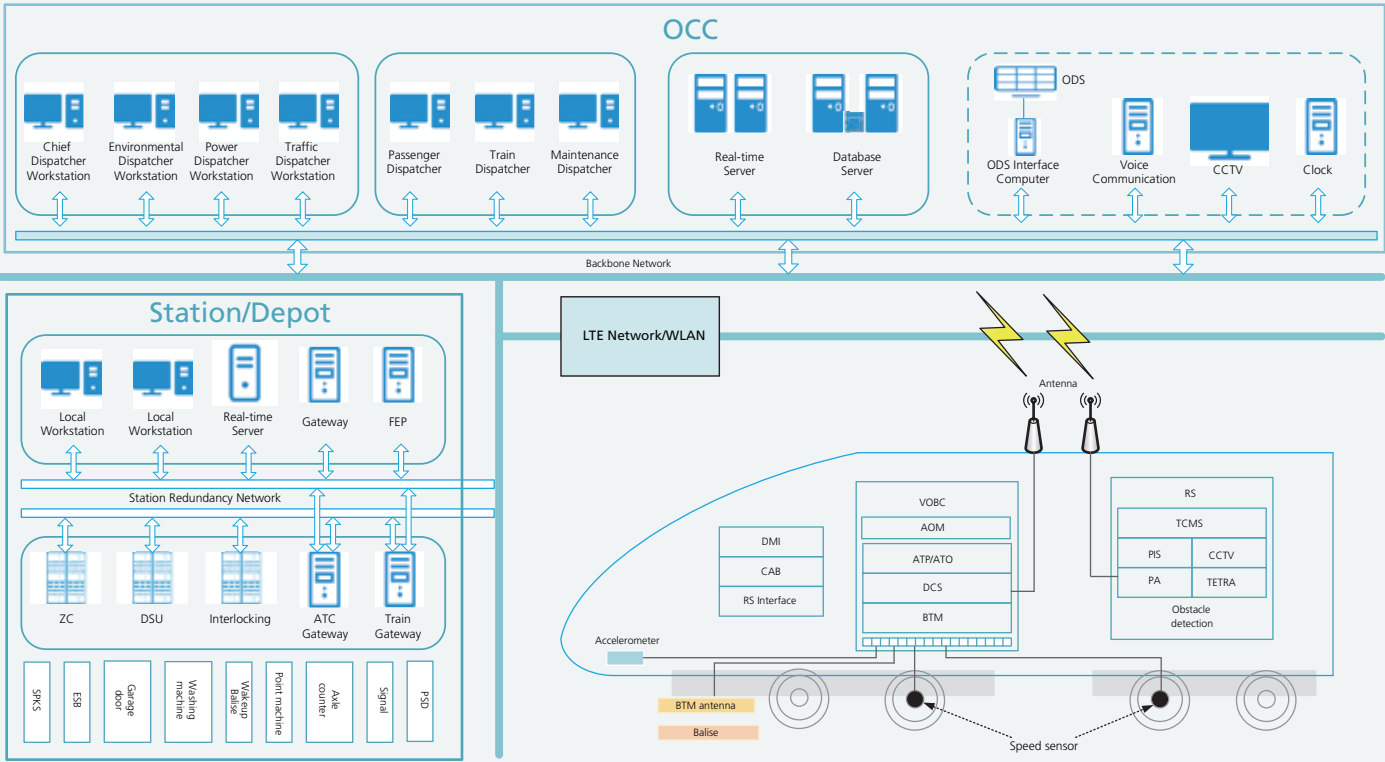 OCC
ODS
Chief
Dispatcher
Workstation
Environmental
Dispatcher
Workstation
Power
Dispatcher
Workstation
Traffic
Dispatcher
Workstation
Passenger
Dispatcher
Train
Dispatcher
Maintenance
Dispatcher
Real-time
Server
Database
Server
ODS Interface
Computer
Voice
Communication
CCTV
Clock
Backbone Network
Station/Depot
Local
Workstation
Local
Workstation
Real-time
Server
Gateway
FEP
Station Redundancy Network
ZC
DSU
Interlocking
ATC
Gateway
Train
Gateway
SPKS
ESB
Garage
door
Washing
machine
Wakeup
Balise
Point machine
Axle
counter
Signal
PSD
LTE Network/WLAN
Antenna
DMI
CAB
RS Interface
VOBC
AOM
ATP/ATO
DCS
BTM
RS
TCMS
PIS
CCTV
PA
TETRA
Obstacle
detection
Accelerometer
BTM antenna
Balise
Speed sensor